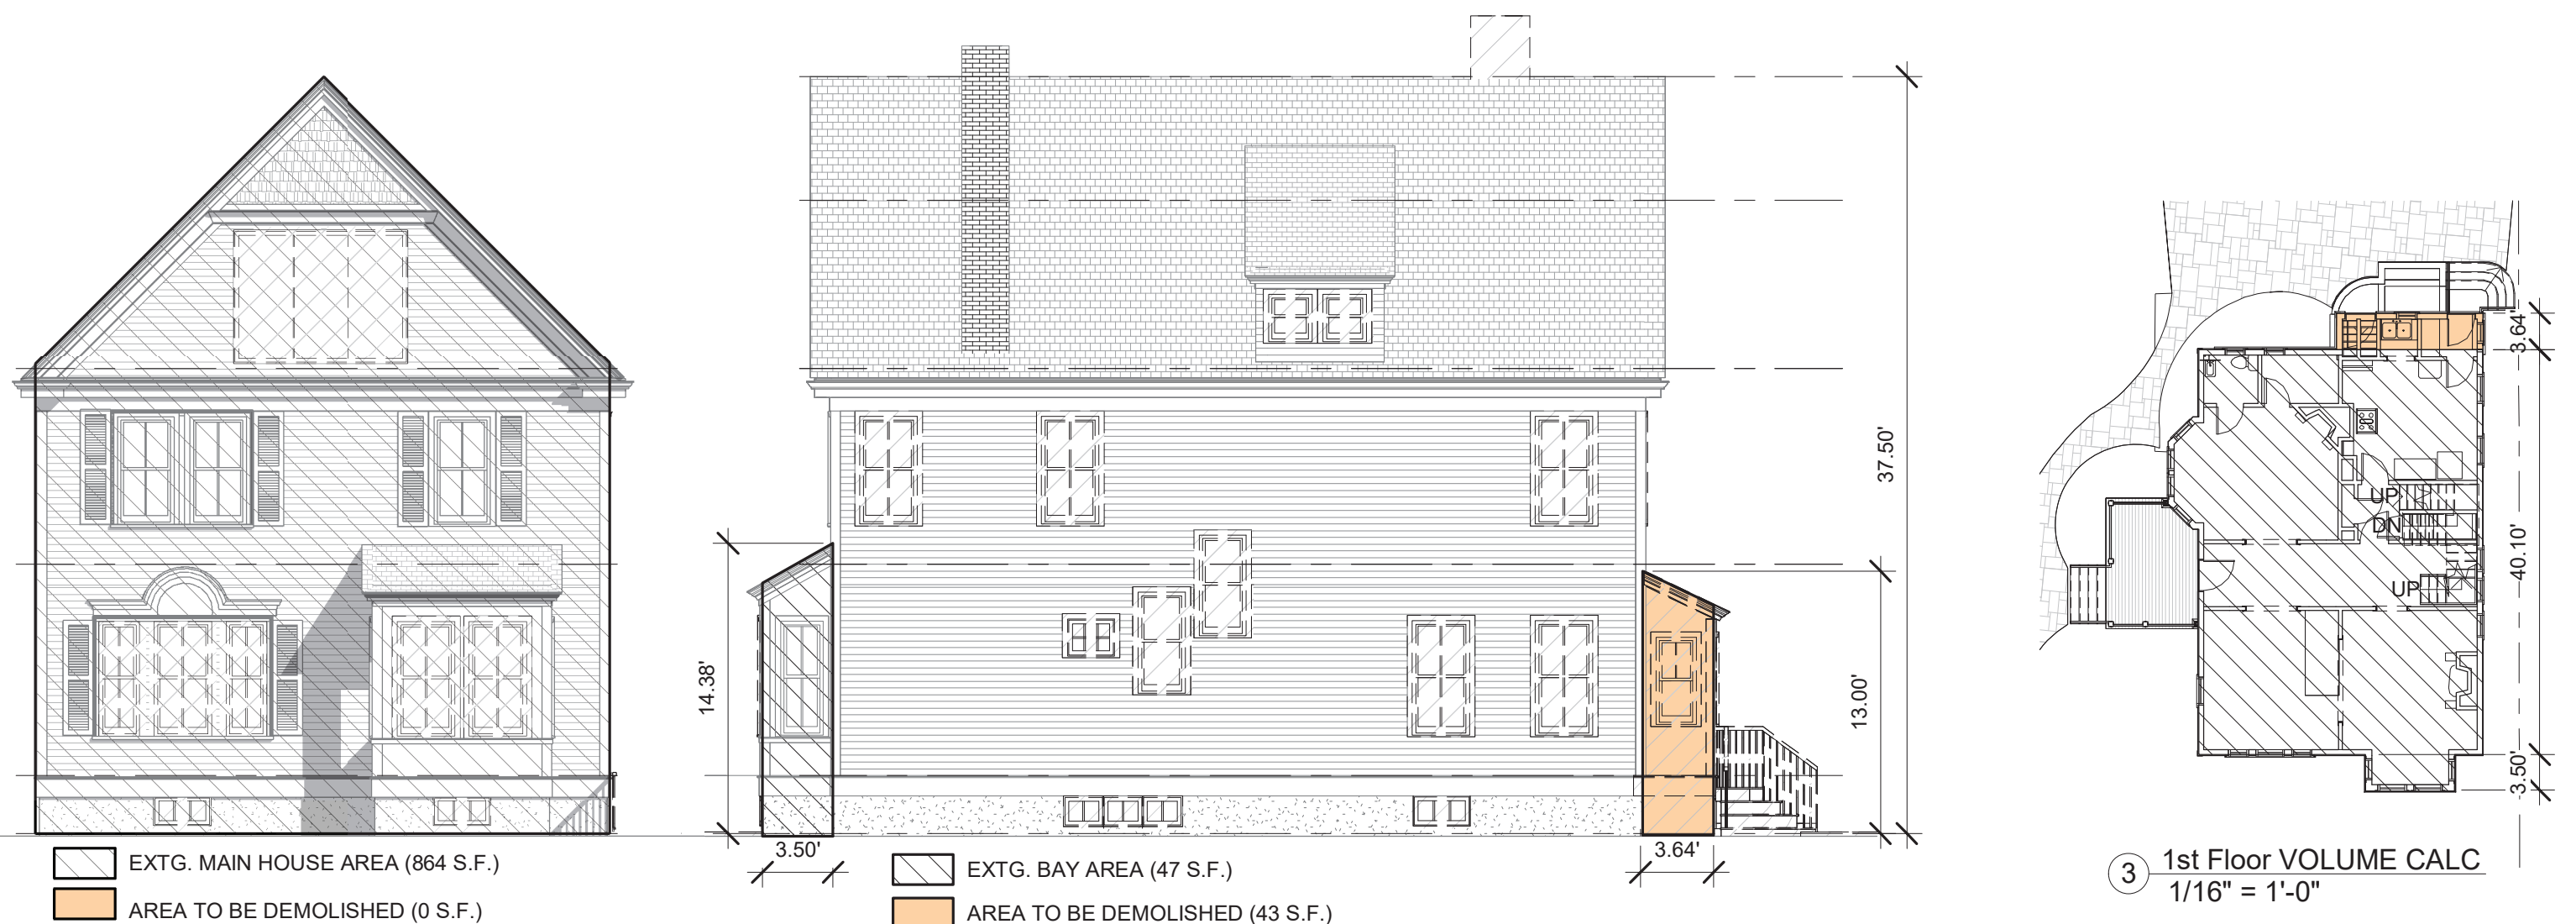 37.50'
14.38'
13.00'
3.50'
3.64'
EXTG. MAIN HOUSE AREA (864 S.F.)
AREA TO BE DEMOLISHED (0 S.F.)
EXTG. BAY AREA (47 S.F.)
AREA TO BE DEMOLISHED (43 S.F.)
3.64'
UP
DN
40.10'
UP
3.50'
3 1st Floor VOLUME CALC
1/16" = 1'-0"